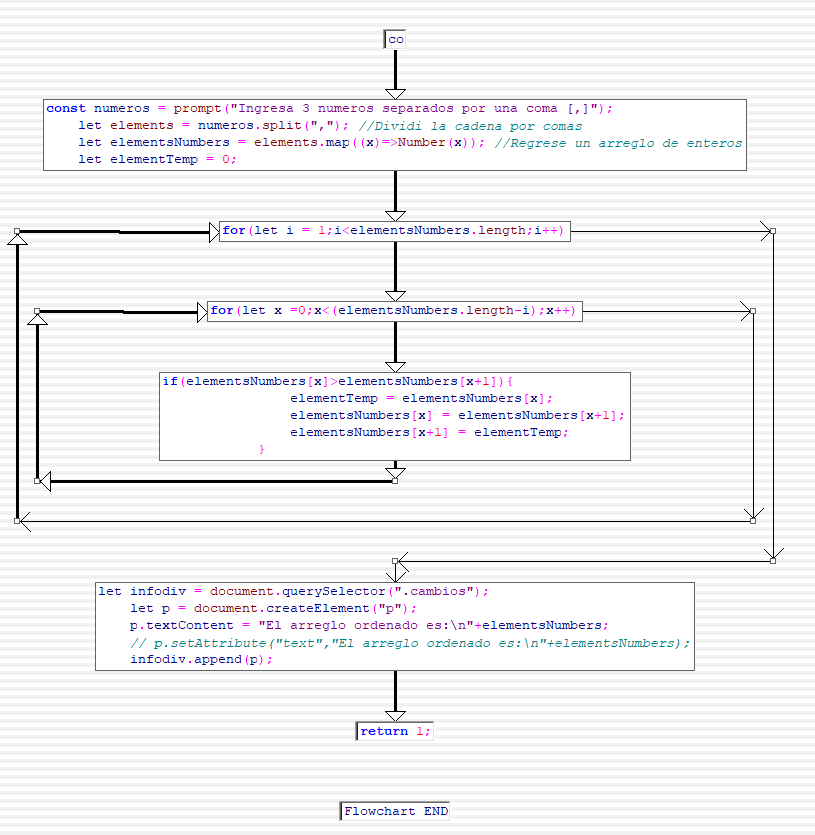 co
const numeros = prompt("Ingresa 3 numeros separados por una coma [,]");
let elements = numeros.split(","); //Dividi la cadena por comas
let elementsNumbers = elements.map((x)=>Number(x)); //Regrese un arreglo de enteros
let elementTemp = 0;
for(let i = 1;i<elementsNumbers.length;i++)
for(let x =0;x<(elementsNumbers.length-i);x++)
if(elementsNumbers[x]>elementsNumbers[x+1]){
elementTemp = elementsNumbers[x];
elementsNumbers[x] = elementsNumbers[x+1];
elementsNumbers[x+1] = elementTemp;
}
let infodiv = document.querySelector(".cambios");
let p = document.createElement("p");
p.textContent = "El arreglo ordenado es:\n"+elementsNumbers;
// p.setAttribute("text","El arreglo ordenado es:\n"+elementsNumbers);
infodiv.append(p);
return 1;
Flowchart END